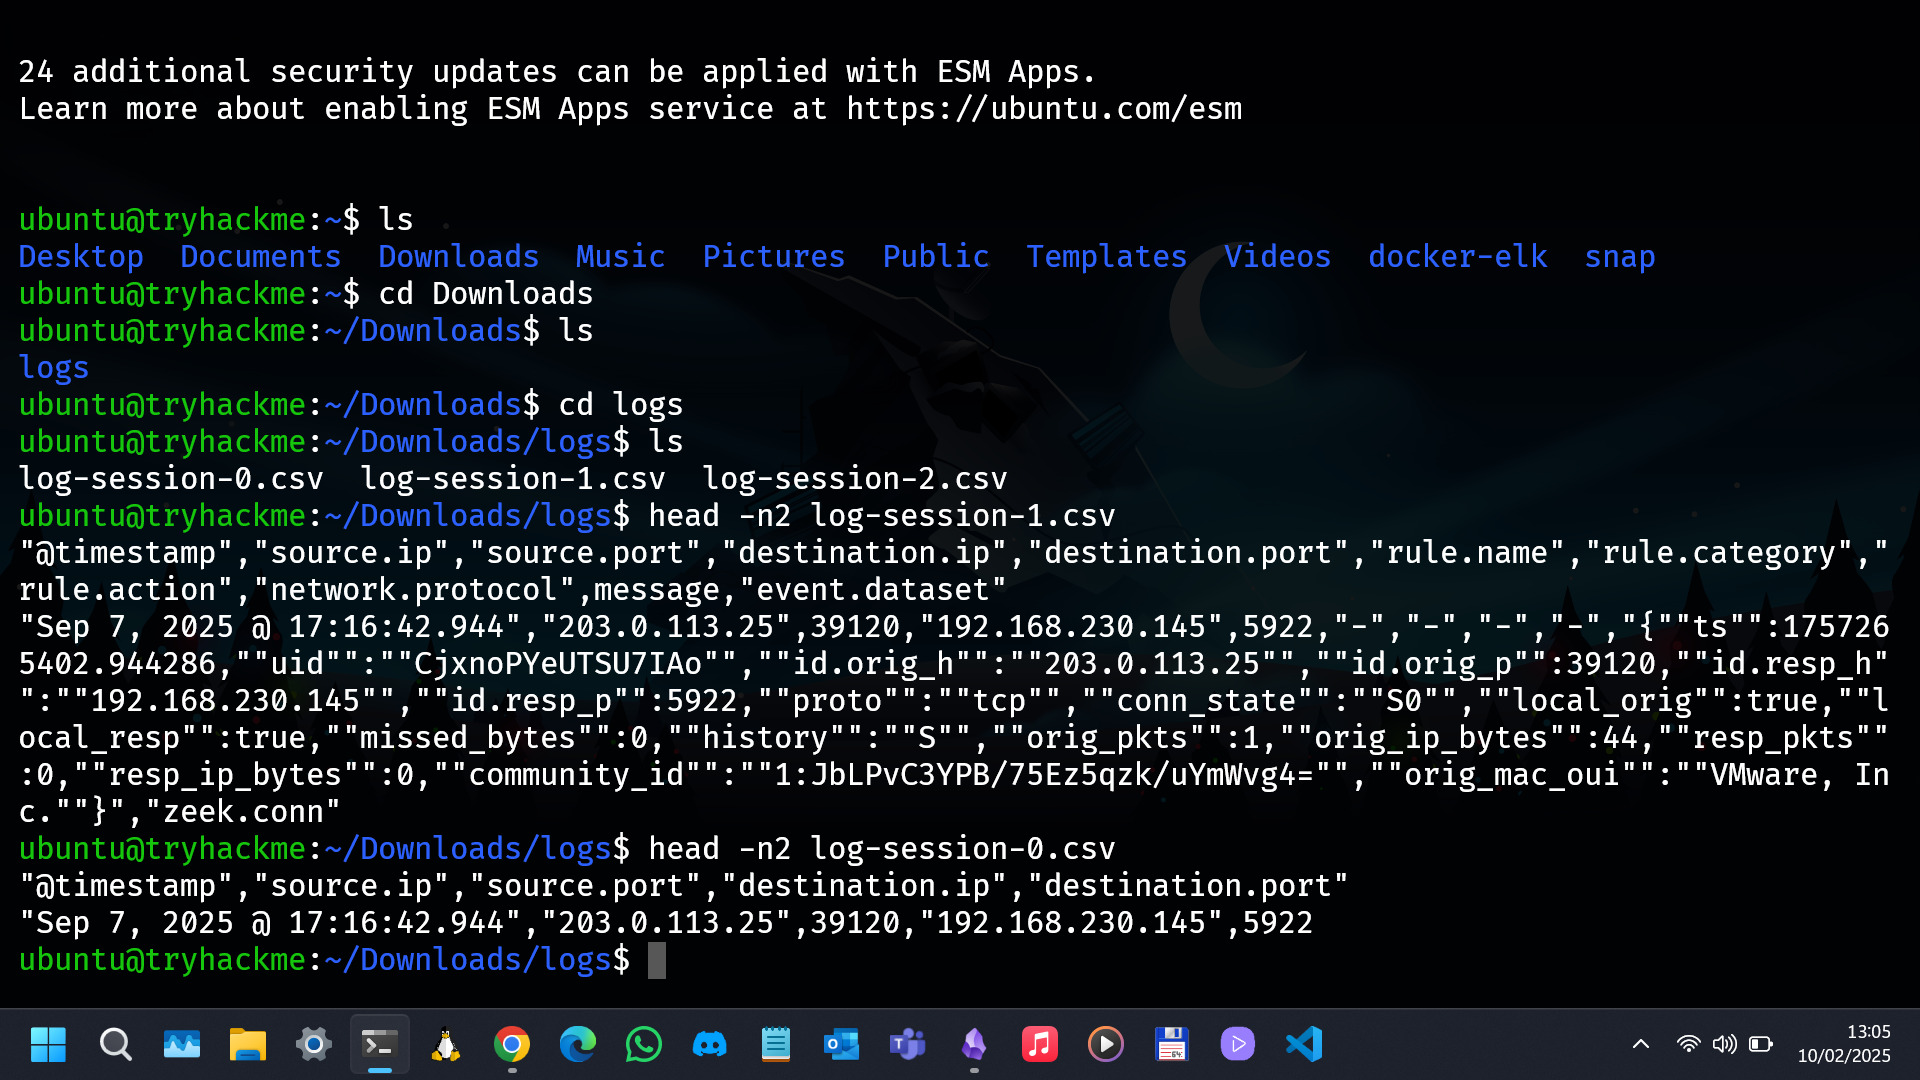 24 additional security updates can be applied with ESM Apps.
Learn more about enabling ESM Apps service at https://ubuntu.com/esm
ubuntu@tryhackme:~$ ls
Desktop  Documents  Downloads  Music  Pictures  Public  Templates  Videos  docker-elk  snap
ubuntu@tryhackme:~$ cd Downloads
ubuntu@tryhackme:~/Downloads$ ls
logs
ubuntu@tryhackme:~/Downloads$ cd logs
ubuntu@tryhackme:~/Downloads/logs$ ls
log-session-0.csv  log-session-1.csv  log-session-2.csv
ubuntu@tryhackme:~/Downloads/logs$ head -n2 log-session-1.csv
"@timestamp","source.ip","source.port","destination.ip","destination.port","rule.name","rule.category","
rule.action","network.protocol",message,"event.dataset"
"Sep 7, 2025 @ 17:16:42.944","203.0.113.25",39120,"192.168.230.145",5922,"-","-","-","-","{""ts"":175726
5402.944286,""uid"":""CjxnoPYeUTSU7IAo"",""id.orig_h"":""203.0.113.25"",""id.orig_p"":39120,""id.resp_h"
":""192.168.230.145"",""id.resp_p"":5922,""proto"":""tcp"",""conn_state"":""S0"",""local_orig"":true,""l
ocal_resp"":true,""missed_bytes"":0,""history"":""S"",""orig_pkts"":1,""orig_ip_bytes"":44,""resp_pkts""
:0,""resp_ip_bytes"":0,""community_id"":""1:JbLPvC3YPB/75Ez5qzk/uYmWvg4="",""orig_mac_oui"":""VMware, In
c.""}","zeek.conn"
ubuntu@tryhackme:~/Downloads/logs$ head -n2 log-session-0.csv
"@timestamp","source.ip","source.port","destination.ip","destination.port"
"Sep 7, 2025 @ 17:16:42.944","203.0.113.25",39120,"192.168.230.145",5922
ubuntu@tryhackme:~/Downloads/logs$
13:05
10/02/2025